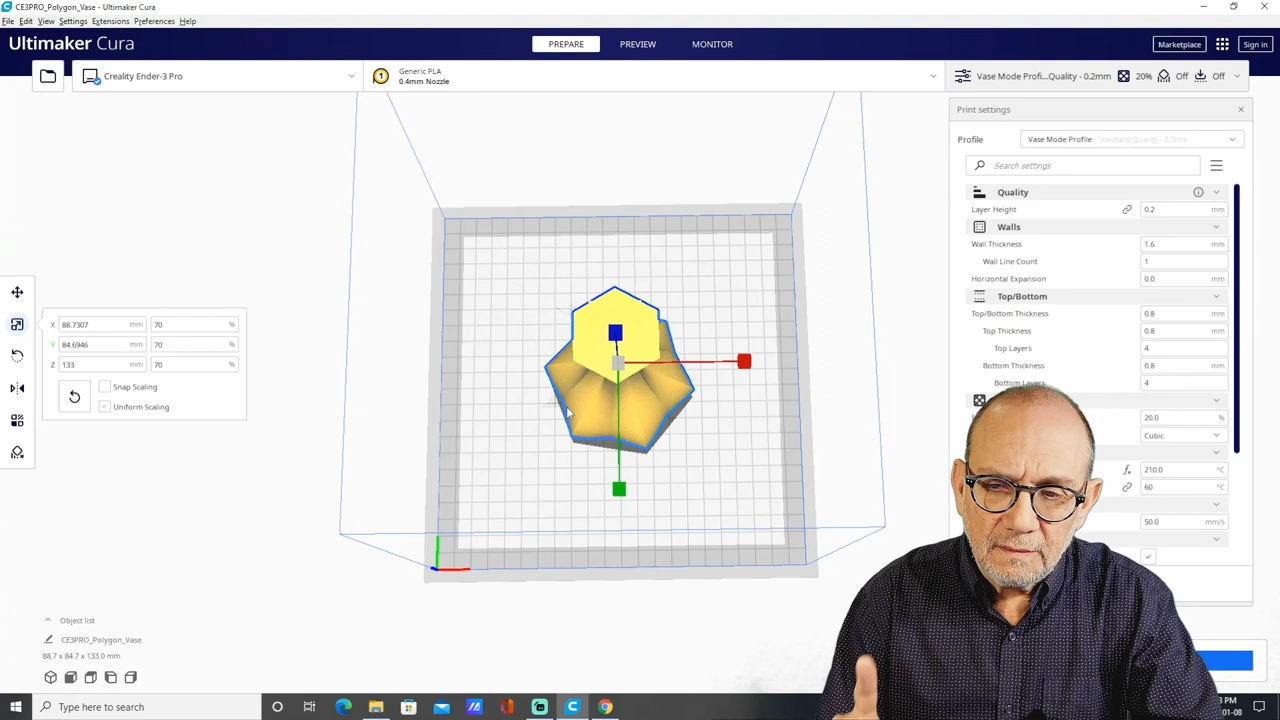 CE3PRO_Polygon_Vase - Ultimaker Cura
File Edit View Settings Extensions Preferences Help
Ultimaker Cura
PREPARE PREVIEW MONITOR
Marketplace Sign in
Creality Ender-3 Pro
Generic PLA
0.4mm Nozzle
Vase Mode Profi...Quality - 0.2mm 20% Off Off
Print settings
Profile Vase Mode Profile Standard Quality - 0.2mm
Search settings
Quality
Layer Height 0.2 mm
Walls
Wall Thickness 1.6 mm
Wall Line Count 1
Horizontal Expansion 0.0 mm
Top/Bottom
Top/Bottom Thickness 0.8 mm
Top Thickness 0.8 mm
Top Layers 4
Bottom Thickness 0.8 mm
Bottom Layers 4
20.0 %
Cubic
210.0 °C
60 °C
50.0 mm/s
X 88.7307 mm 70 %
Y 84.6946 mm 70 %
Z 133 mm 70 %
Snap Scaling
Uniform Scaling
Object list
CE3PRO_Polygon_Vase
88.7 x 84.7 x 133.0 mm
Type here to search